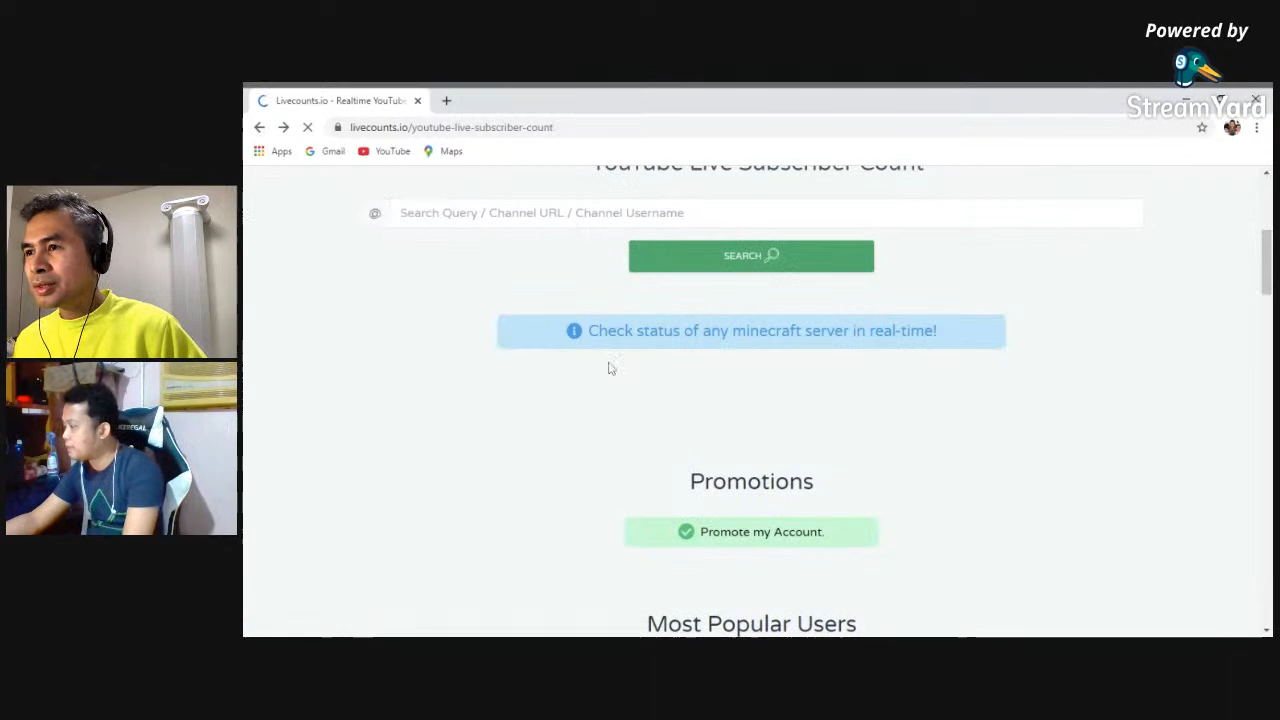 Powered by
StreamYard
Livecounts.io - Realtime YouTub
livecounts.io/youtube-live-subscriber-count
Apps Gmail YouTube Maps
YouTube Live Subscriber Count
@ Search Query / Channel URL / Channel Username
SEARCH
Check status of any minecraft server in real-time!
Promotions
Promote my Account.
Most Popular Users